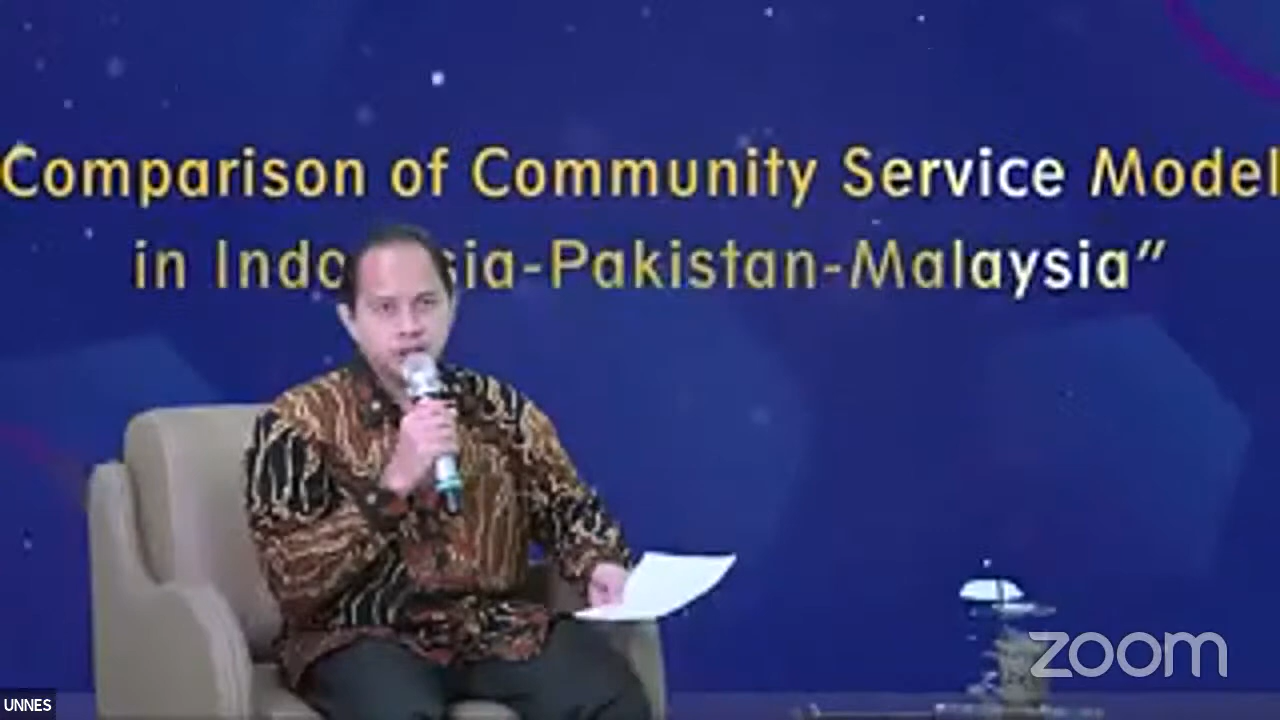 Comparison of Community Service Model
in Indo sia-Pakistan-Malaysia”
zoom
UNNES